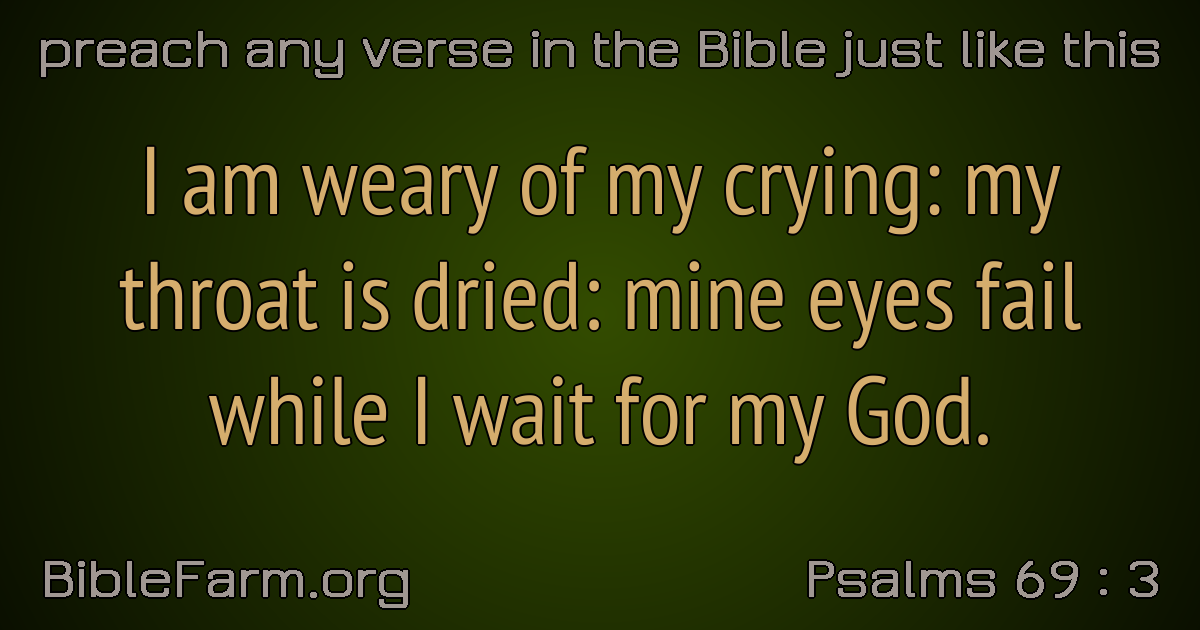 preach any verse in the Bible just like this
I am weary of my crying: my
throat is dried: mine eyes fail
while I wait for my God.
BibleFarm.org
Psalms 69 : 3